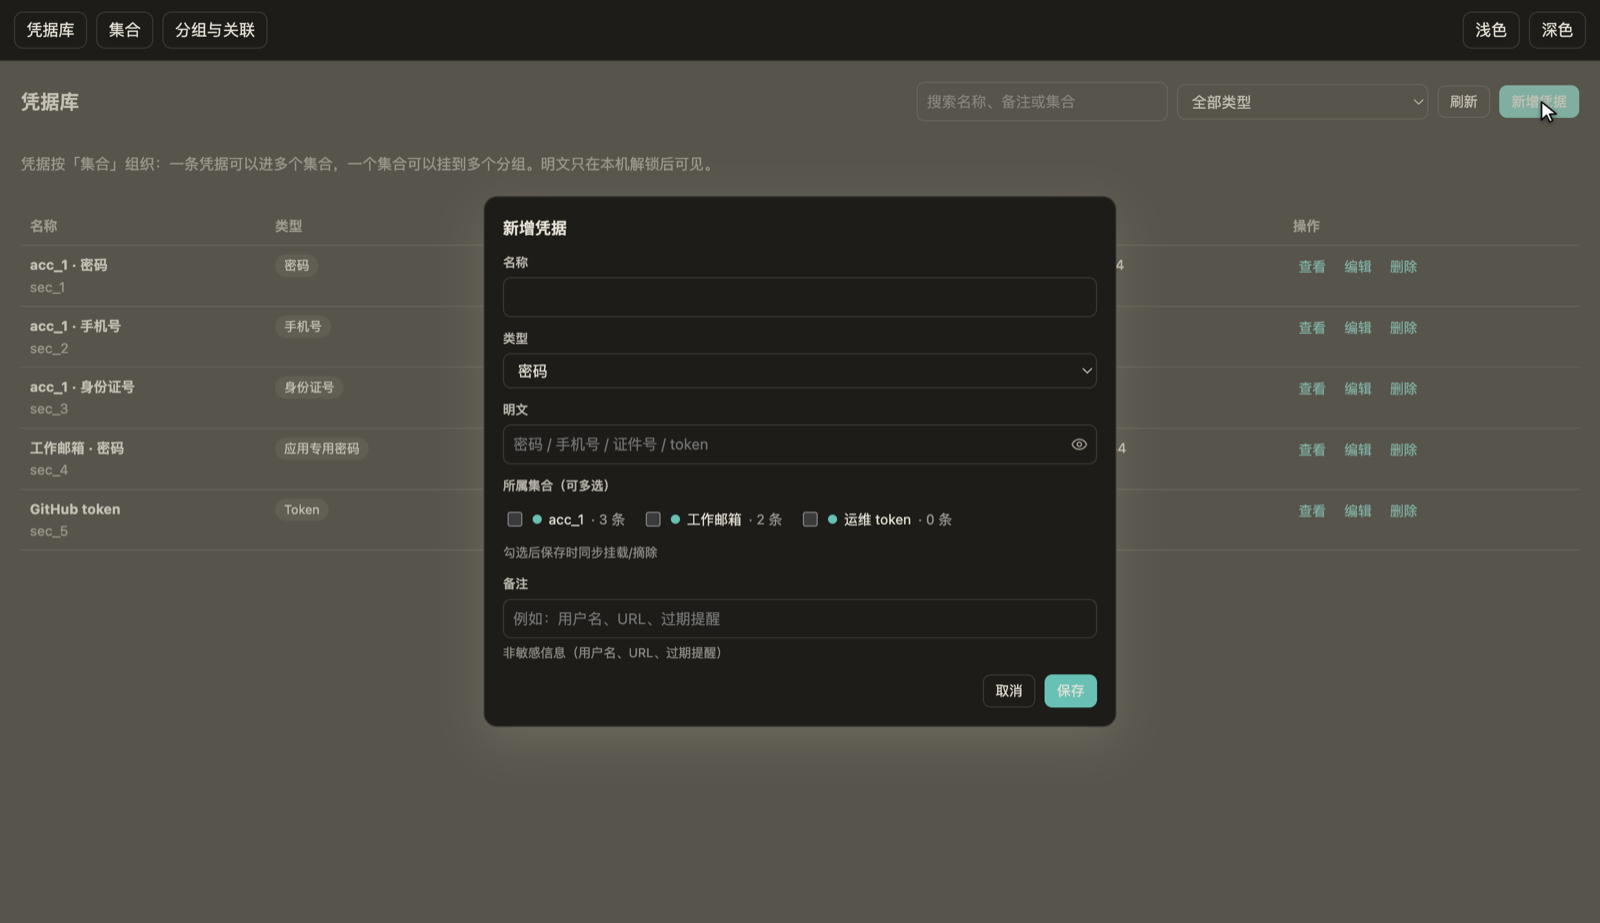 凭据库 集合 分组与关联 浅色 深色
凭据库 搜索名称、备注或集合 全部类型 刷新 新增凭据
凭据按「集合」组织：一条凭据可以进多个集合，一个集合可以挂到多个分组。明文只在本机解锁后可见。
名称 类型 操作
acc_1 · 密码 密码 4 查看 编辑 删除
sec_1
acc_1 · 手机号 手机号 查看 编辑 删除
sec_2
acc_1 · 身份证号 身份证号 查看 编辑 删除
sec_3
工作邮箱 · 密码 应用专用密码 4 查看 编辑 删除
sec_4
GitHub token Token 查看 编辑 删除
sec_5
新增凭据
名称
类型
密码
明文
密码 / 手机号 / 证件号 / token
所属集合（可多选）
acc_1 · 3 条 工作邮箱 · 2 条 运维 token · 0 条
勾选后保存时同步挂载/摘除
备注
例如：用户名、URL、过期提醒
非敏感信息（用户名、URL、过期提醒）
取消 保存